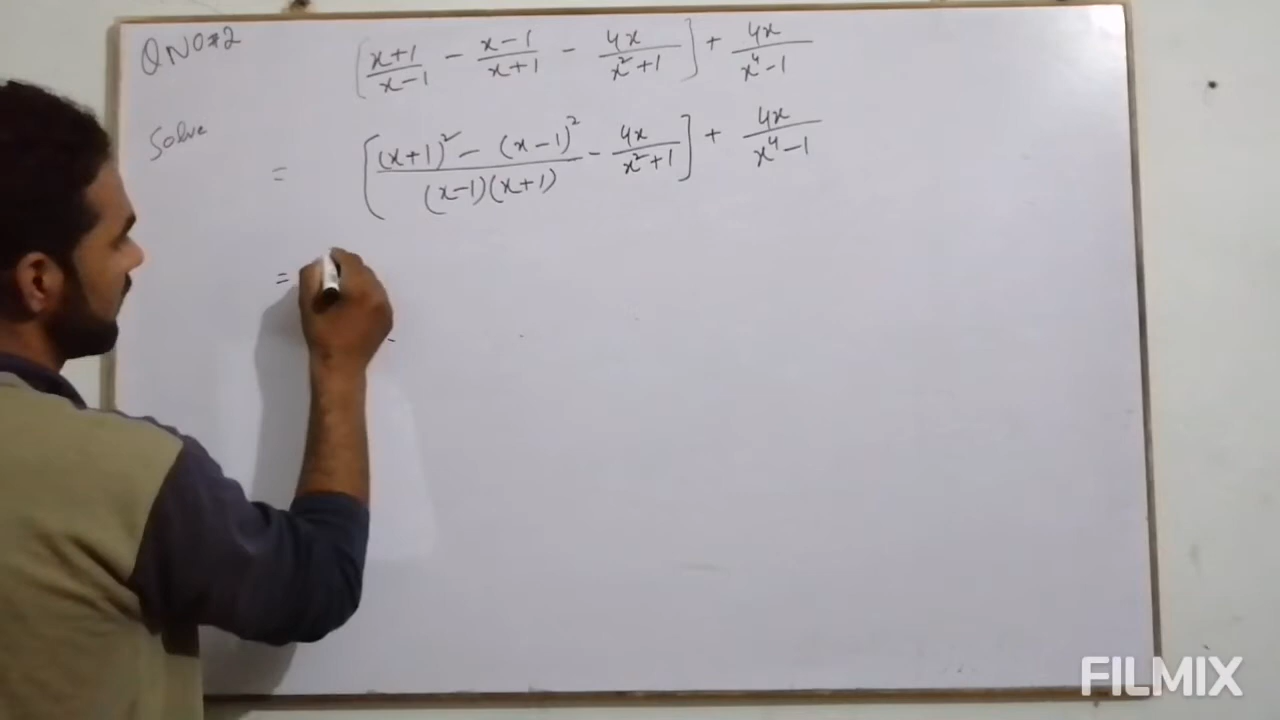 QNO#2
[x+1/x-1 - x-1/x+1 - 4x/x²+1] + 4x/x⁴-1
Solve
= [(x+1)² - (x-1)²/(x-1)(x+1) - 4x/x²+1] + 4x/x⁴-1
=
FILMIX